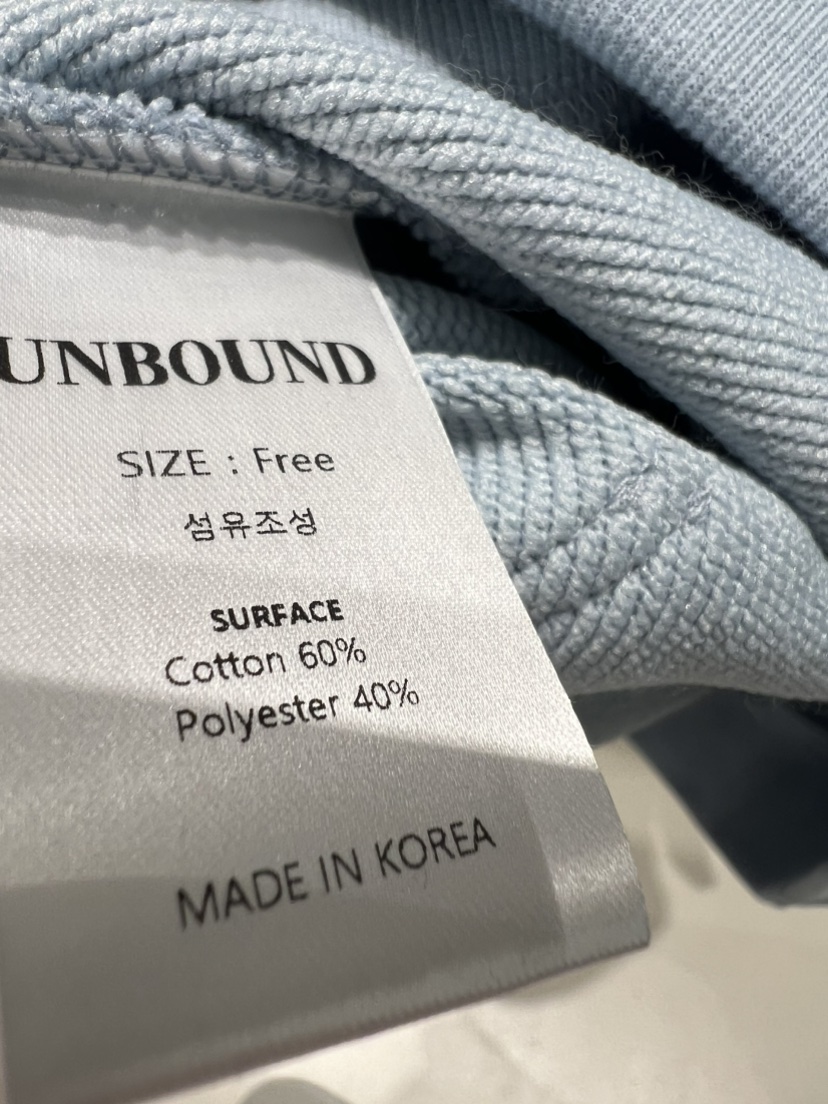 UNBOUND
SIZE : Free
섬유조성
SURFACE
Cotton 60%
Polyester 40%
MADE IN KOREA